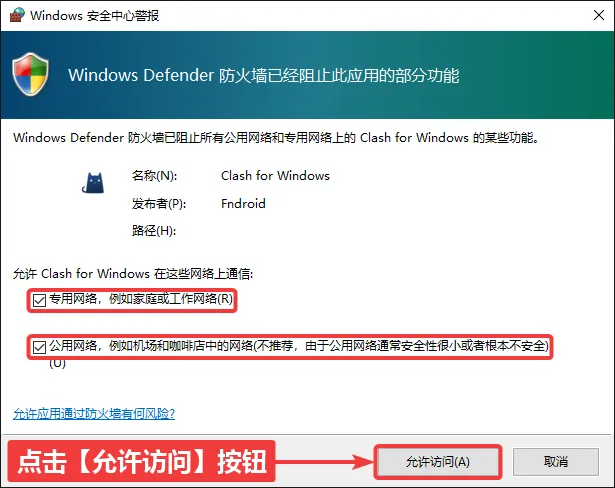 Windows 安全中心警报
Windows Defender 防火墙已经阻止此应用的部分功能
Windows Defender 防火墙已阻止所有公用网络和专用网络上的 Clash for Windows 的某些功能。
名称(N): Clash for Windows
发布者(P): Fndroid
路径(H):
允许 Clash for Windows 在这些网络上通信:
专用网络，例如家庭或工作网络(R)
公用网络，例如机场和咖啡店中的网络(不推荐，由于公用网络通常安全性很小或者根本不安全)
(U)
允许应用通过防火墙有何风险?
点击【允许访问】按钮
允许访问(A)
取消